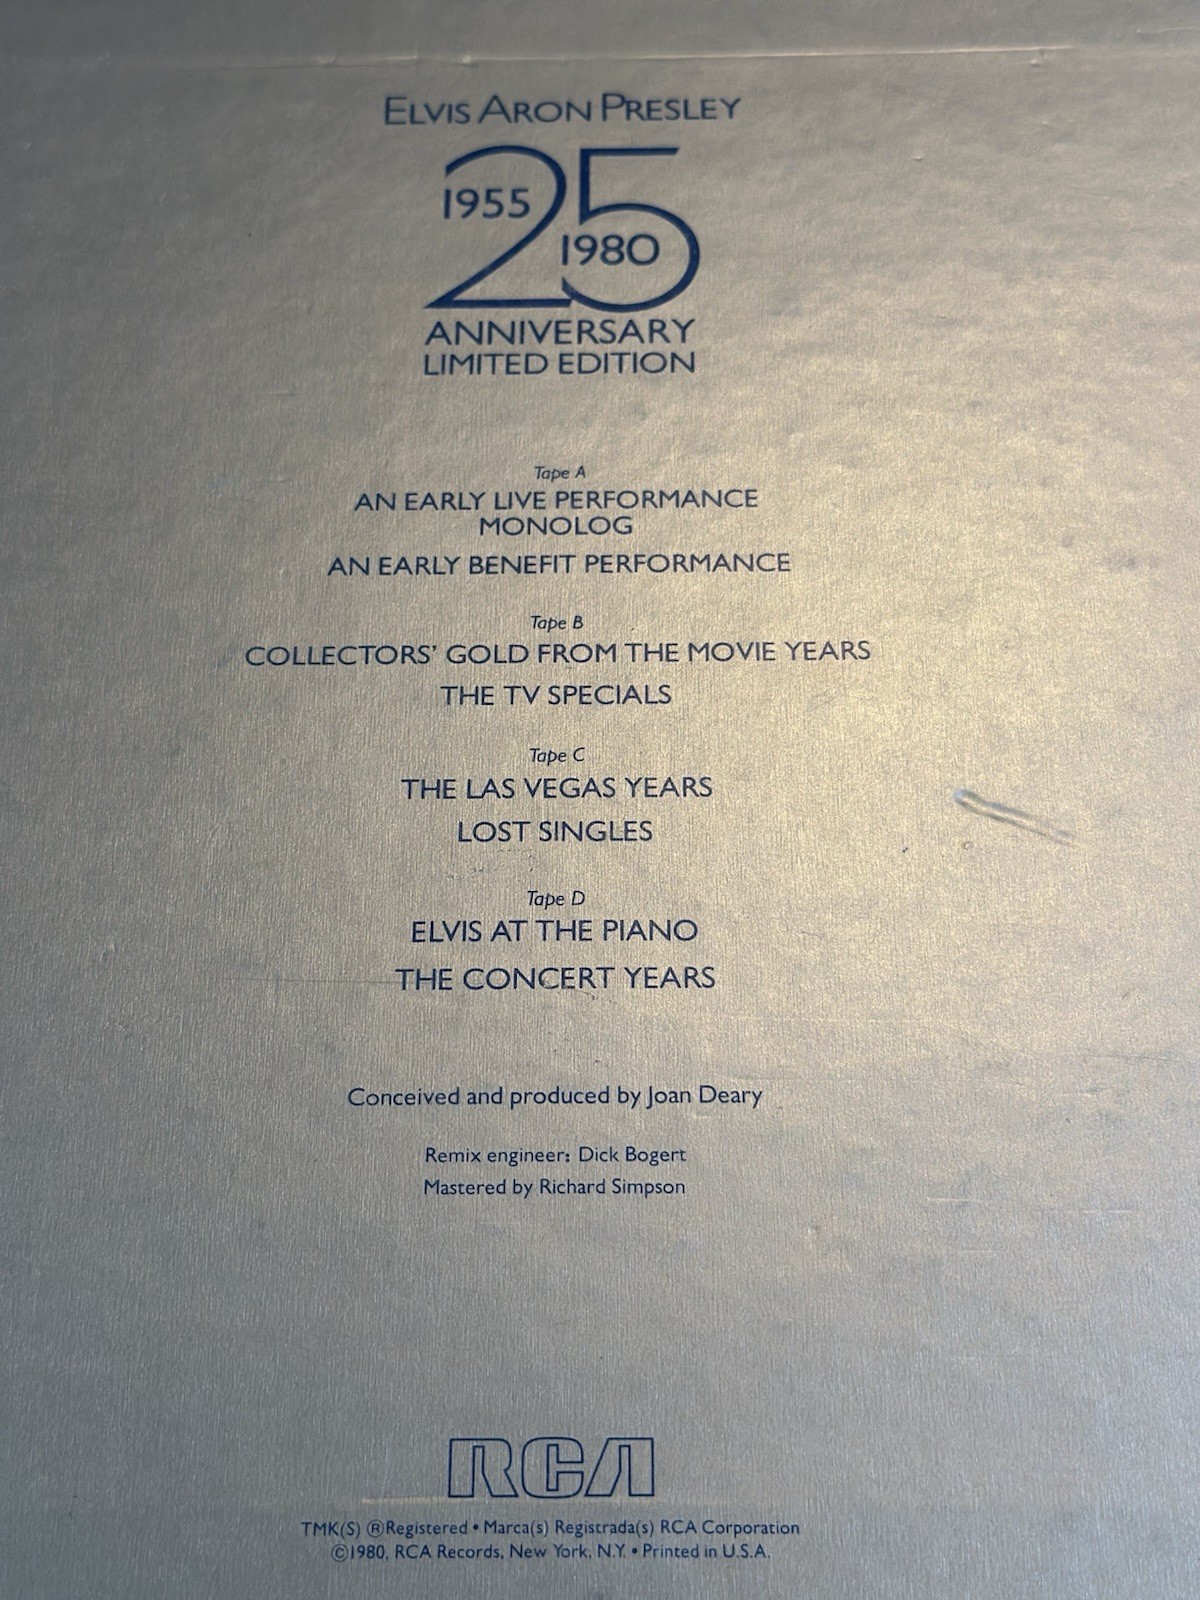 ELVIS ARON PRESLEY
25
1955
1980
ANNIVERSARY
LIMITED EDITION
Tape A
AN EARLY LIVE PERFORMANCE
MONOLOG
AN EARLY BENEFIT PERFORMANCE
Tape B
COLLECTORS' GOLD FROM THE MOVIE YEARS
THE TV SPECIALS
Tape C
THE LAS VEGAS YEARS
LOST SINGLES
Tape D
ELVIS AT THE PIANO
THE CONCERT YEARS
Conceived and produced by Joan Deary
Remix engineer: Dick Bogert
Mastered by Richard Simpson
RCA
TMK(S) ®Registered • Marca(s) Registrada(s) RCA Corporation
©1980, RCA Records, New York, N.Y. • Printed in U.S.A.